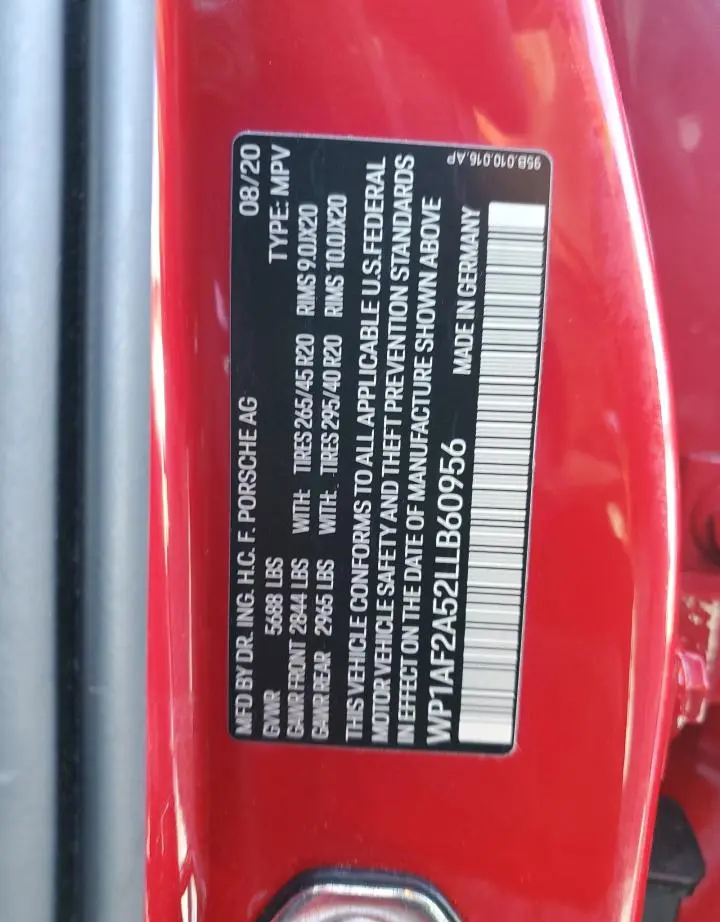 MFD BY DR. ING. H.C. F. PORSCHE AG 08/20
GVWR 5688 LBS TYPE: MPV
GAWR FRONT 2844 LBS WITH: TIRES 265/45 R20 RIMS 9.0JX20
GAWR REAR 2965 LBS WITH: TIRES 295/40 R20 RIMS 10.0JX20
THIS VEHICLE CONFORMS TO ALL APPLICABLE U.S. FEDERAL
MOTOR VEHICLE SAFETY AND THEFT PREVENTION STANDARDS
IN EFFECT ON THE DATE OF MANUFACTURE SHOWN ABOVE
WP1AF2A52LLB60956 MADE IN GERMANY
95B.010.016.AP